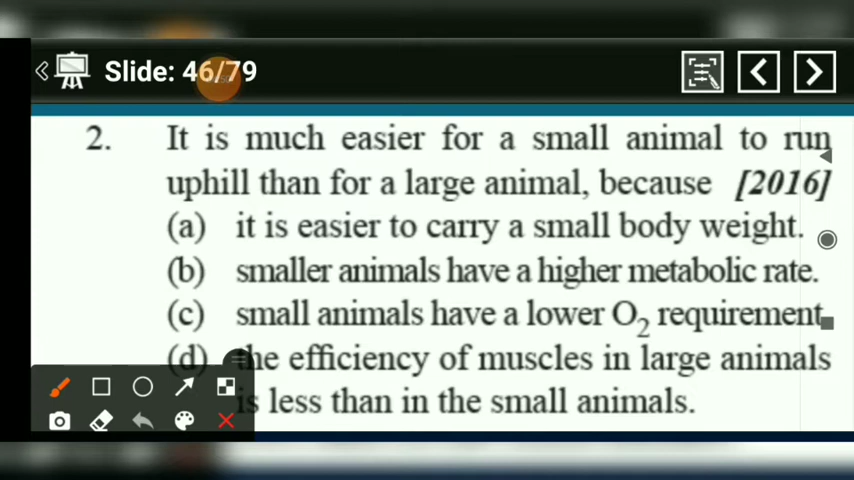 Slide: 46/79
2. It is much easier for a small animal to run
uphill than for a large animal, because [2016]
(a) it is easier to carry a small body weight.
(b) smaller animals have a higher metabolic rate.
(c) small animals have a lower O₂ requirement
(d) the efficiency of muscles in large animals
is less than in the small animals.